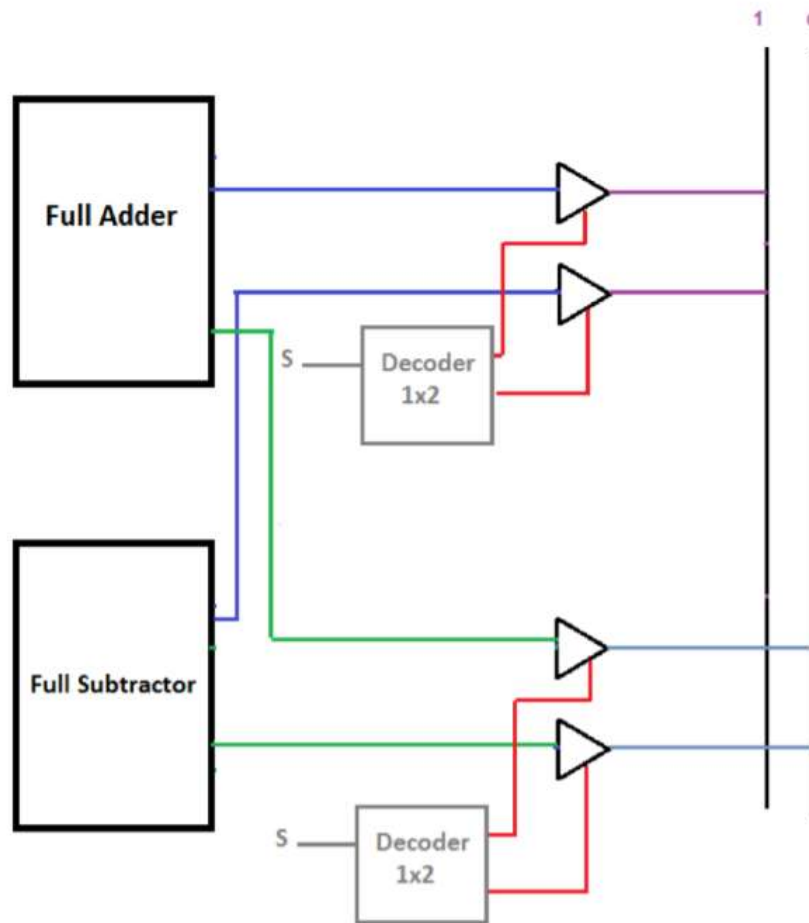 1
Full Adder
S
Decoder
1x2
Full Subtractor
S
Decoder
1x2